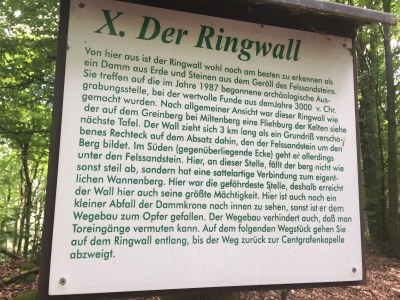 X. Der Ringwall
Von hier aus ist der Ringwall wohl noch am besten zu erkennen als
ein Damm aus Erde und Steinen aus dem Geröll des Felssandsteins.
Sie treffen auf die im Jahre 1987 begonnene archäologische Aus-
grabungsstelle, bei der wertvolle Funde aus demJahre 3000 v. Chr.
gemacht wurden. Nach allgemeiner Ansicht war dieser Ringwall wie
der auf dem Greinberg bei Miltenberg eine Fliehburg der Kelten siehe
nächste Tafel. Der Wall zieht sich 3 km lang als ein Grundriß verscho-
benes Rechteck auf dem Absatz dahin, den der Felssandstein um den
Berg bildet. Im Süden (gegenüberliegende Ecke) geht er allerdings
unter den Felssandstein. Hier, an dieser Stelle, fällt der berg nicht wie
sonst steil ab, sondern hat eine sattelartige Verbindung zum eigent-
lichen Wannenberg. Hier war die gefährdeste Stelle, deshalb erreicht
der Wall hier auch seine größte Mächtigkeit. Hier ist auch noch ein
kleiner Abfall der Dammkrone nach innen zu sehen, sonst ist er dem
Wegebau zum Opfer gefallen. Der Wegebau verhindert auch, daß man
Toreingänge vermuten kann. Auf dem folgenden Wegstück gehen Sie
auf dem Ringwall entlang, bis der Weg zurück zur Centgrafenkapelle
abzweigt.